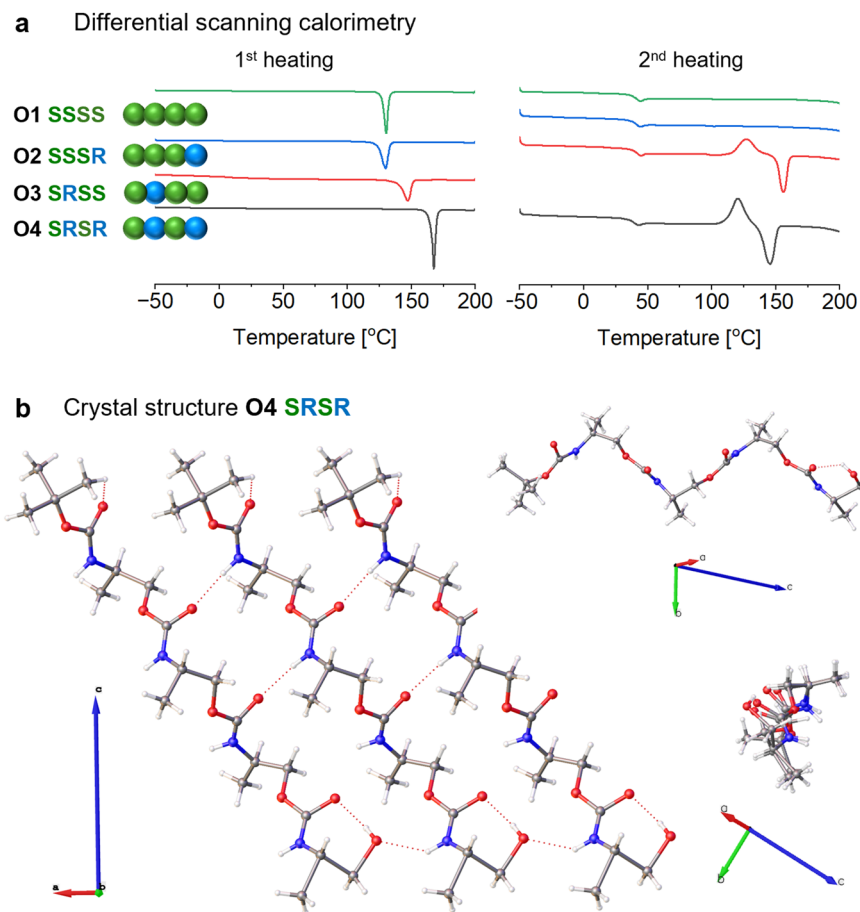 a Differential scanning calorimetry
1st heating 2nd heating
O1 SSSS
O2 SSSR
O3 SRSS
O4 SRSR
−50 0 50 100 150 200 −50 0 50 100 150 200
Temperature [°C] Temperature [°C]
b Crystal structure O4 SRSR
a
c
b
c
a
b
a
b
c